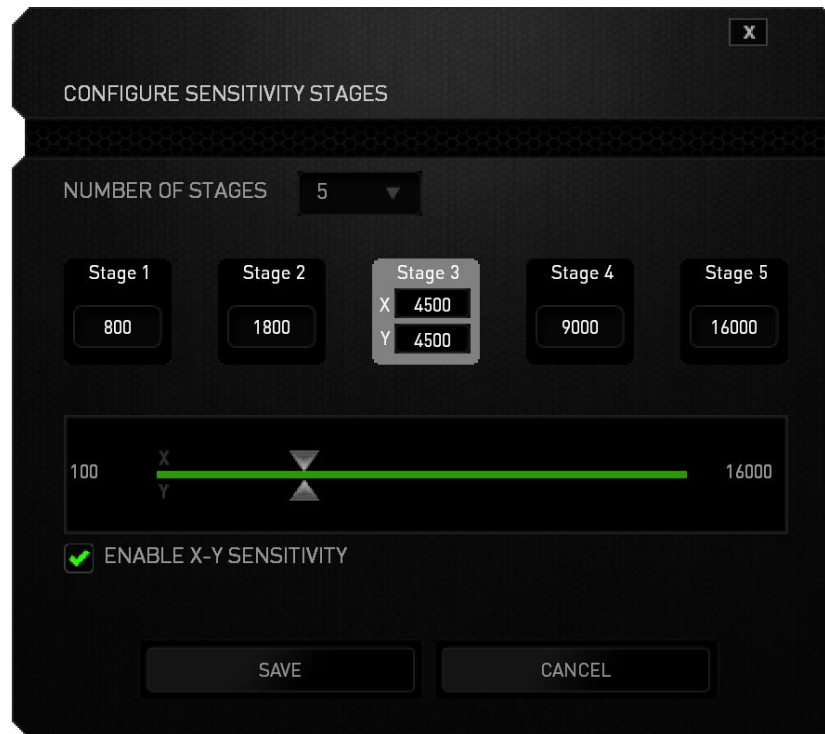 X
CONFIGURE SENSITIVITY STAGES
NUMBER OF STAGES 5
Stage 1 Stage 2 Stage 3 Stage 4 Stage 5
X 4500
800 1800 9000 16000
Y 4500
X
100 16000
Y
ENABLE X-Y SENSITIVITY
SAVE CANCEL